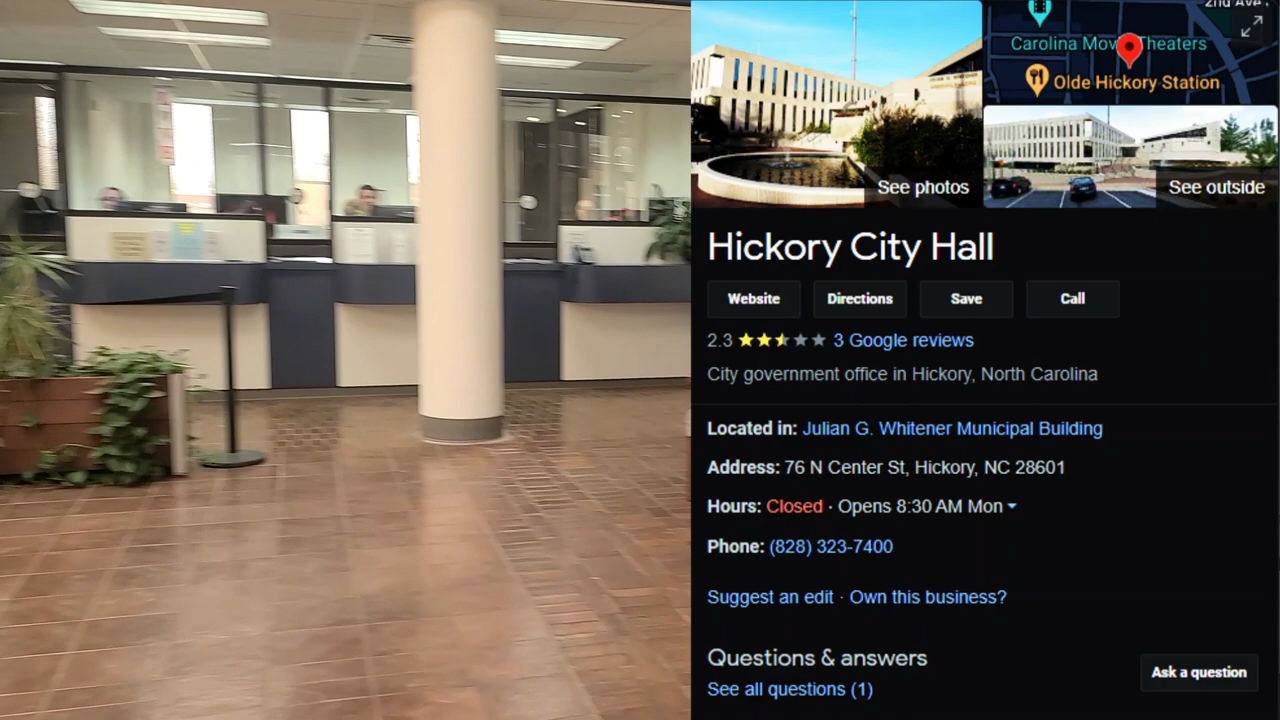 2nd Ave
Carolina Mov Theaters
Olde Hickory Station
See photos
See outside
Hickory City Hall
Website
Directions
Save
Call
2.3 3 Google reviews
City government office in Hickory, North Carolina
Located in: Julian G. Whitener Municipal Building
Address: 76 N Center St, Hickory, NC 28601
Hours: Closed · Opens 8:30 AM Mon
Phone: (828) 323-7400
Suggest an edit · Own this business?
Questions & answers
See all questions (1)
Ask a question